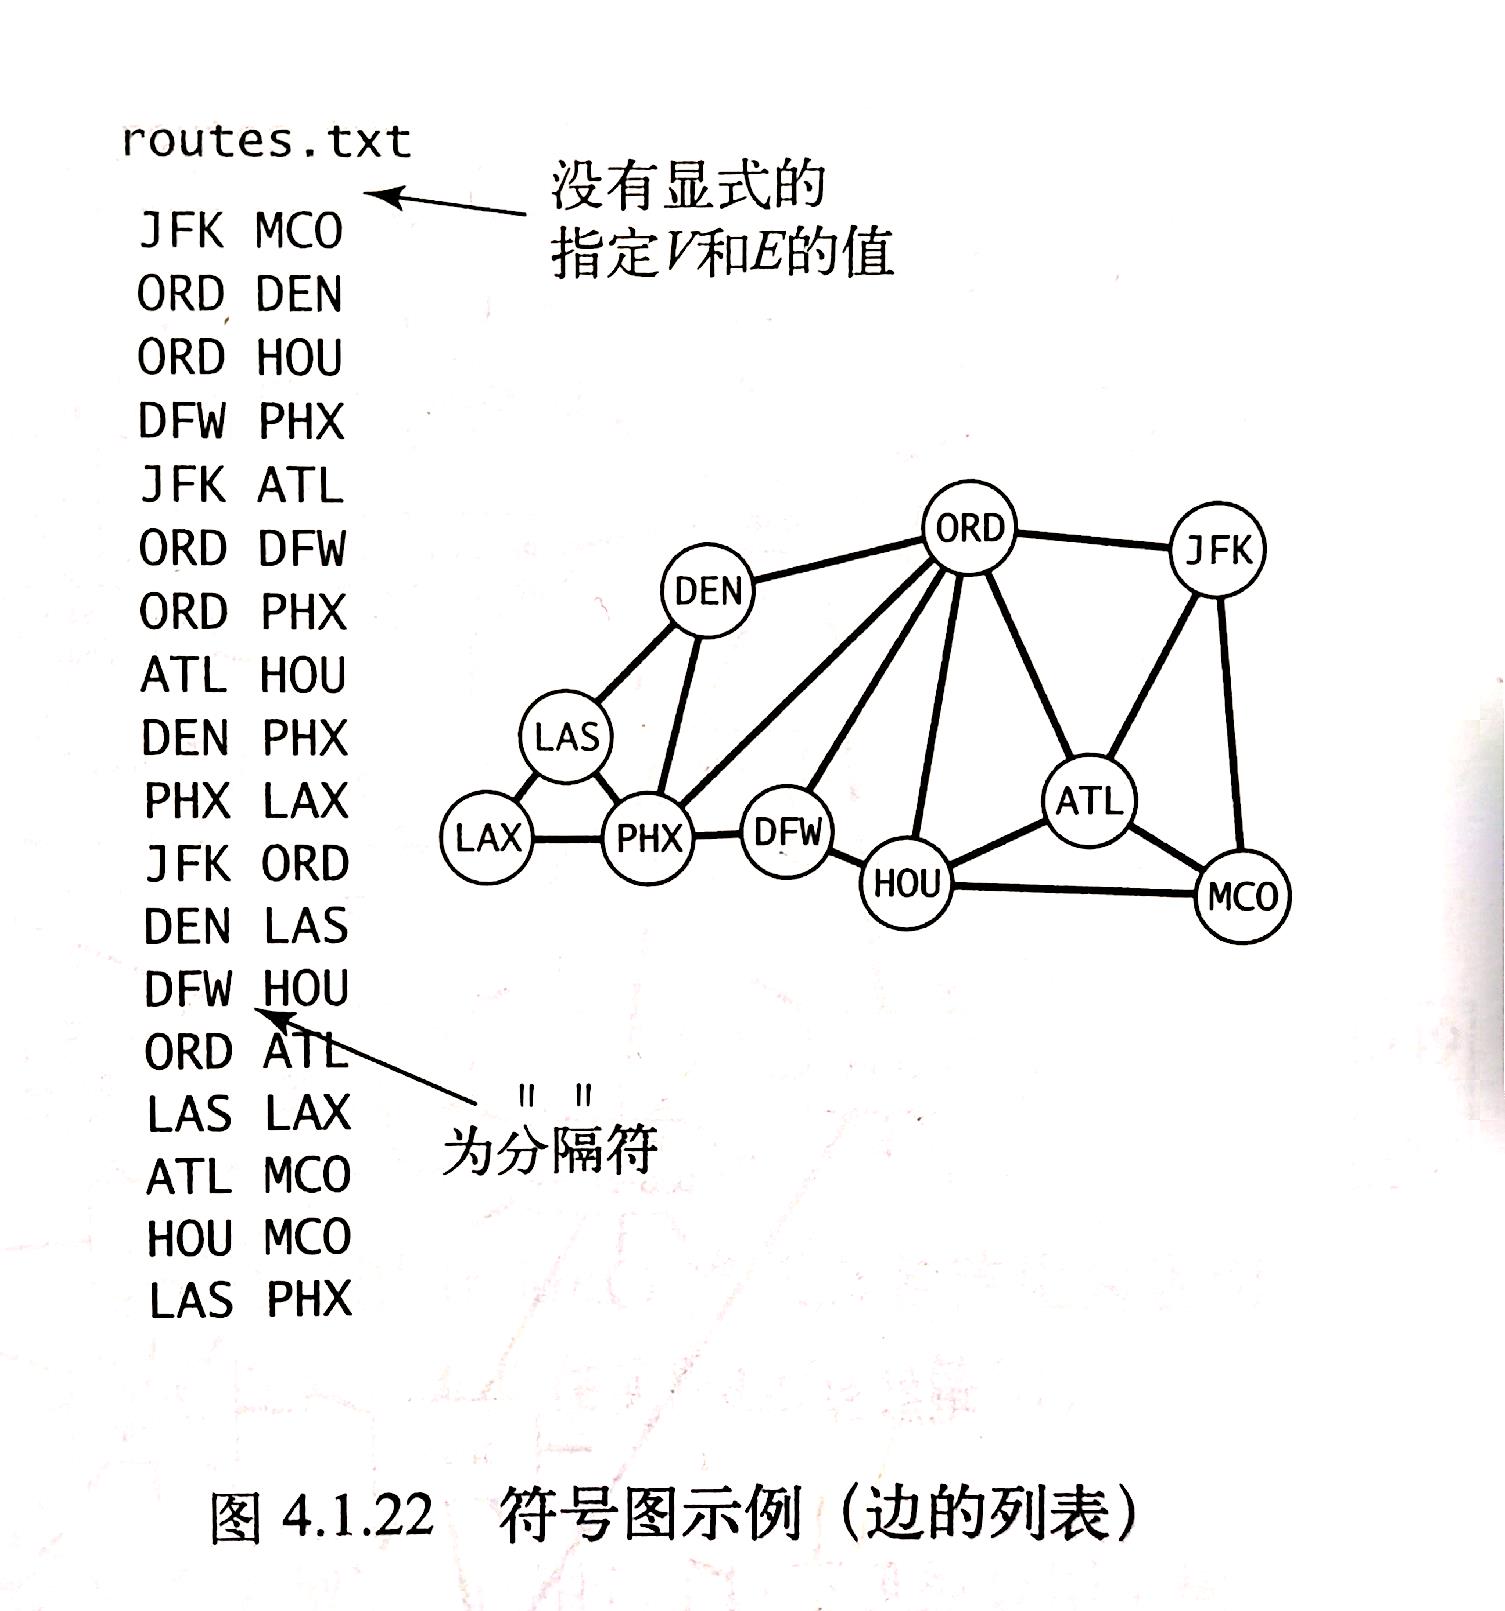 routes.txt
没有显式的
指定V和E的值
JFK MCO
ORD DEN
ORD HOU
DFW PHX
JFK ATL
ORD DFW
ORD PHX
ATL HOU
DEN PHX
PHX LAX
JFK ORD
DEN LAS
DFW HOU
ORD ATL
LAS LAX
ATL MCO
HOU MCO
LAS PHX
" "
为分隔符
ORD
JFK
DEN
LAS
ATL
LAX
PHX
DFW
HOU
MCO
图 4.1.22 符号图示例（边的列表）